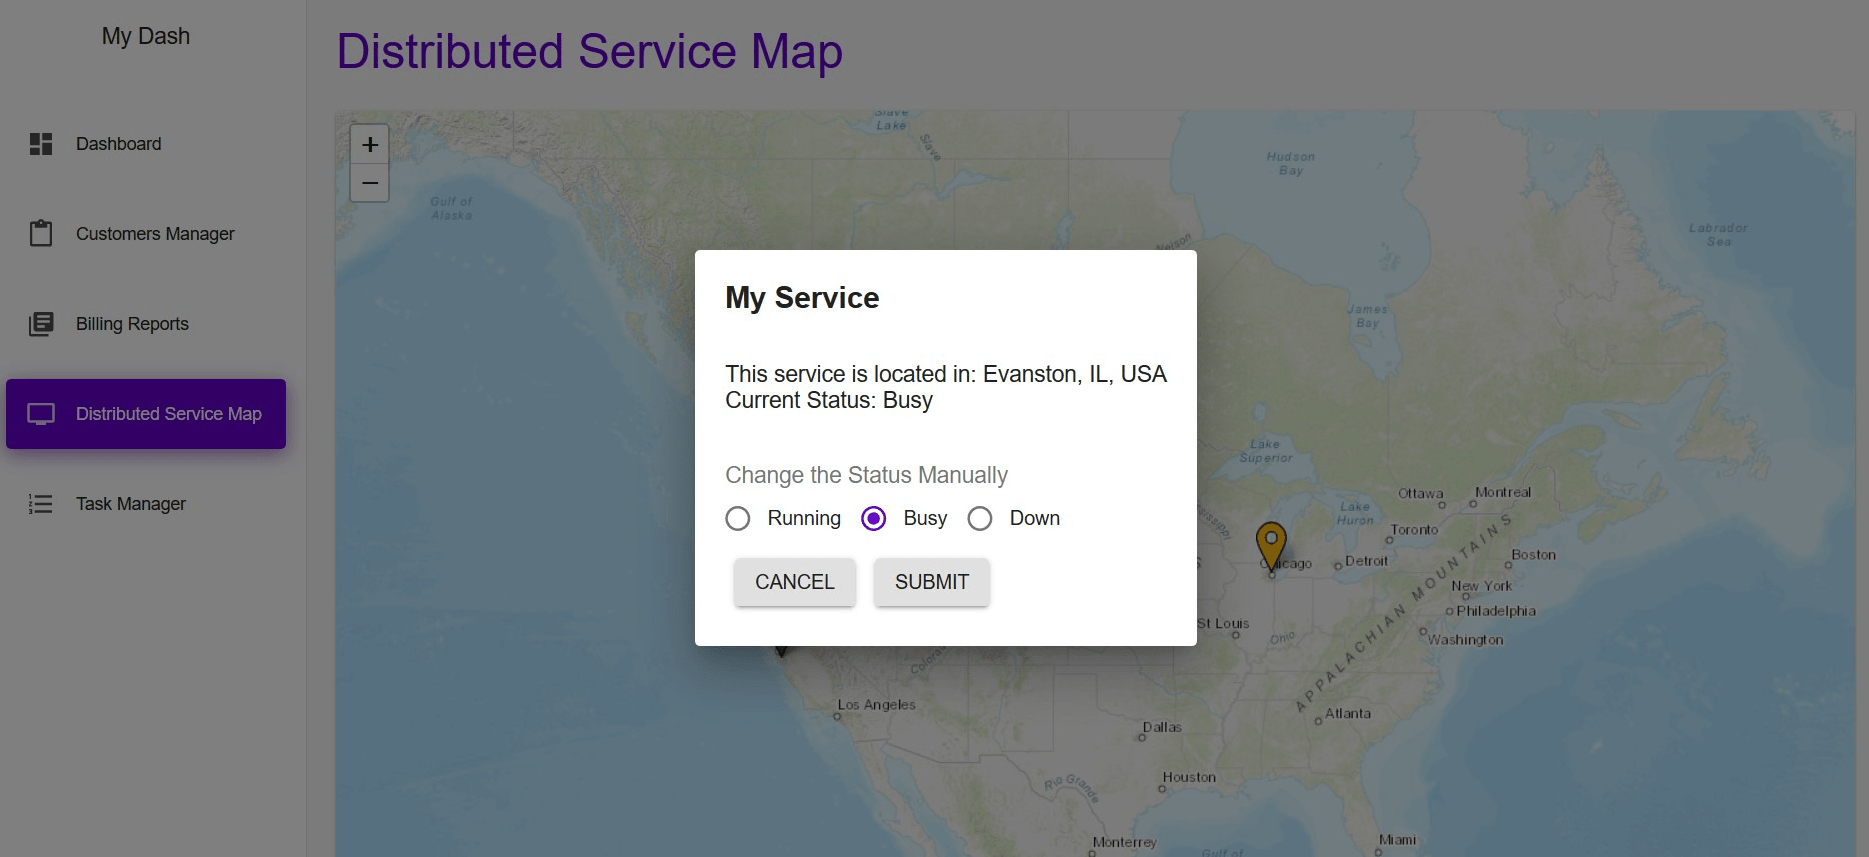 My Dash
Dashboard
Customers Manager
Billing Reports
Distributed Service Map
Task Manager
Distributed Service Map
+
−
Slave
Lake
Slave
Hudson
Bay
Gulf of
Alaska
Labrador
Sea
Nelson
James
Bay
My Service
This service is located in: Evanston, IL, USA
Current Status: Busy
Change the Status Manually
Running Busy Down
CANCEL SUBMIT
Lake
Superior
Ottawa
Montreal
Lake
Huron
Toronto
Boston
Chicago
Detroit
New York
Philadelphia
St Louis
Ohio
Washington
APPALACHIAN MOUNTAINS
Los Angeles
Atlanta
Dallas
Houston
Rio Grande
Monterrey
Miami
Gulf of